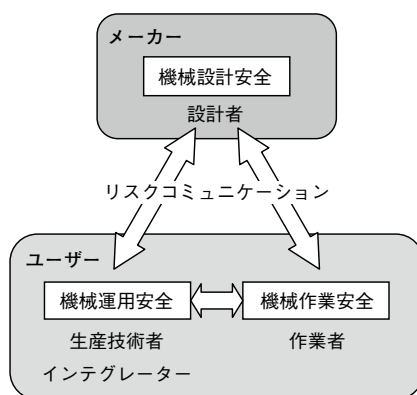 メーカー
機械設計安全
設計者
リスクコミュニケーション
ユーザー
機械運用安全
機械作業安全
生産技術者
作業者
インテグレーター